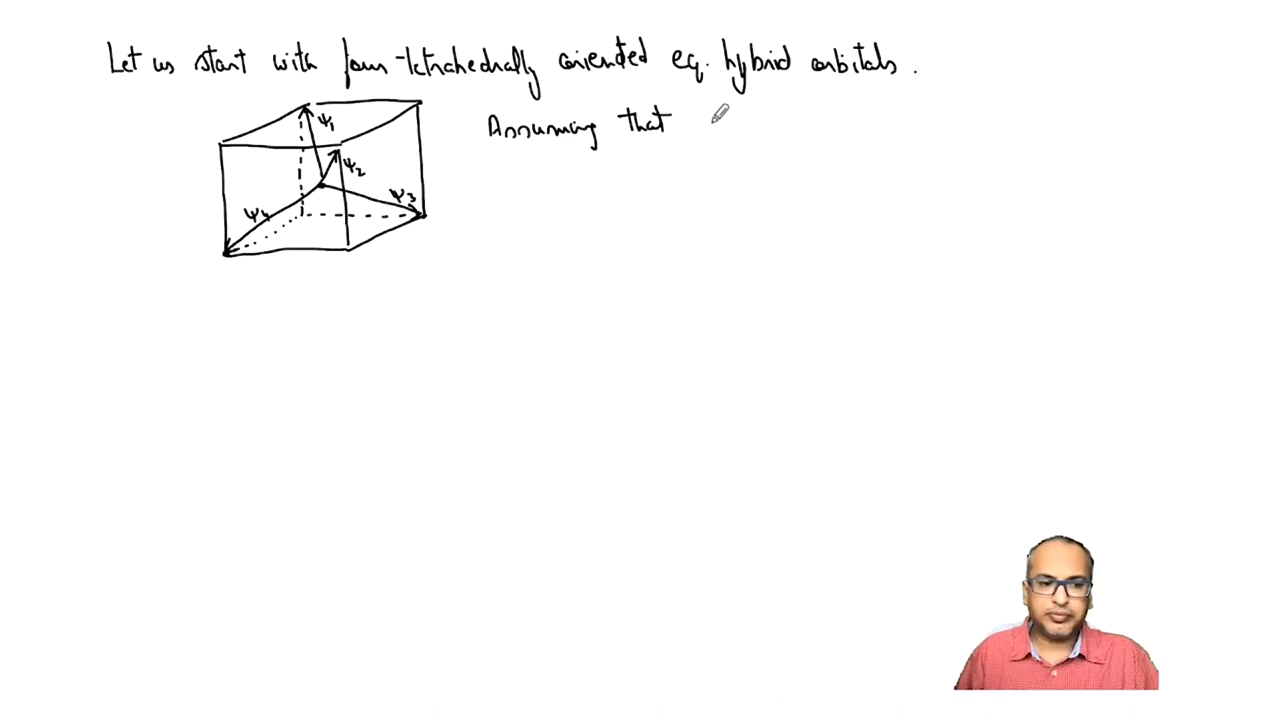 Let us start with four tetrahedrally oriented eq. hybrid orbitals.
Assuming that
ψ1
ψ2
ψ3
ψ4